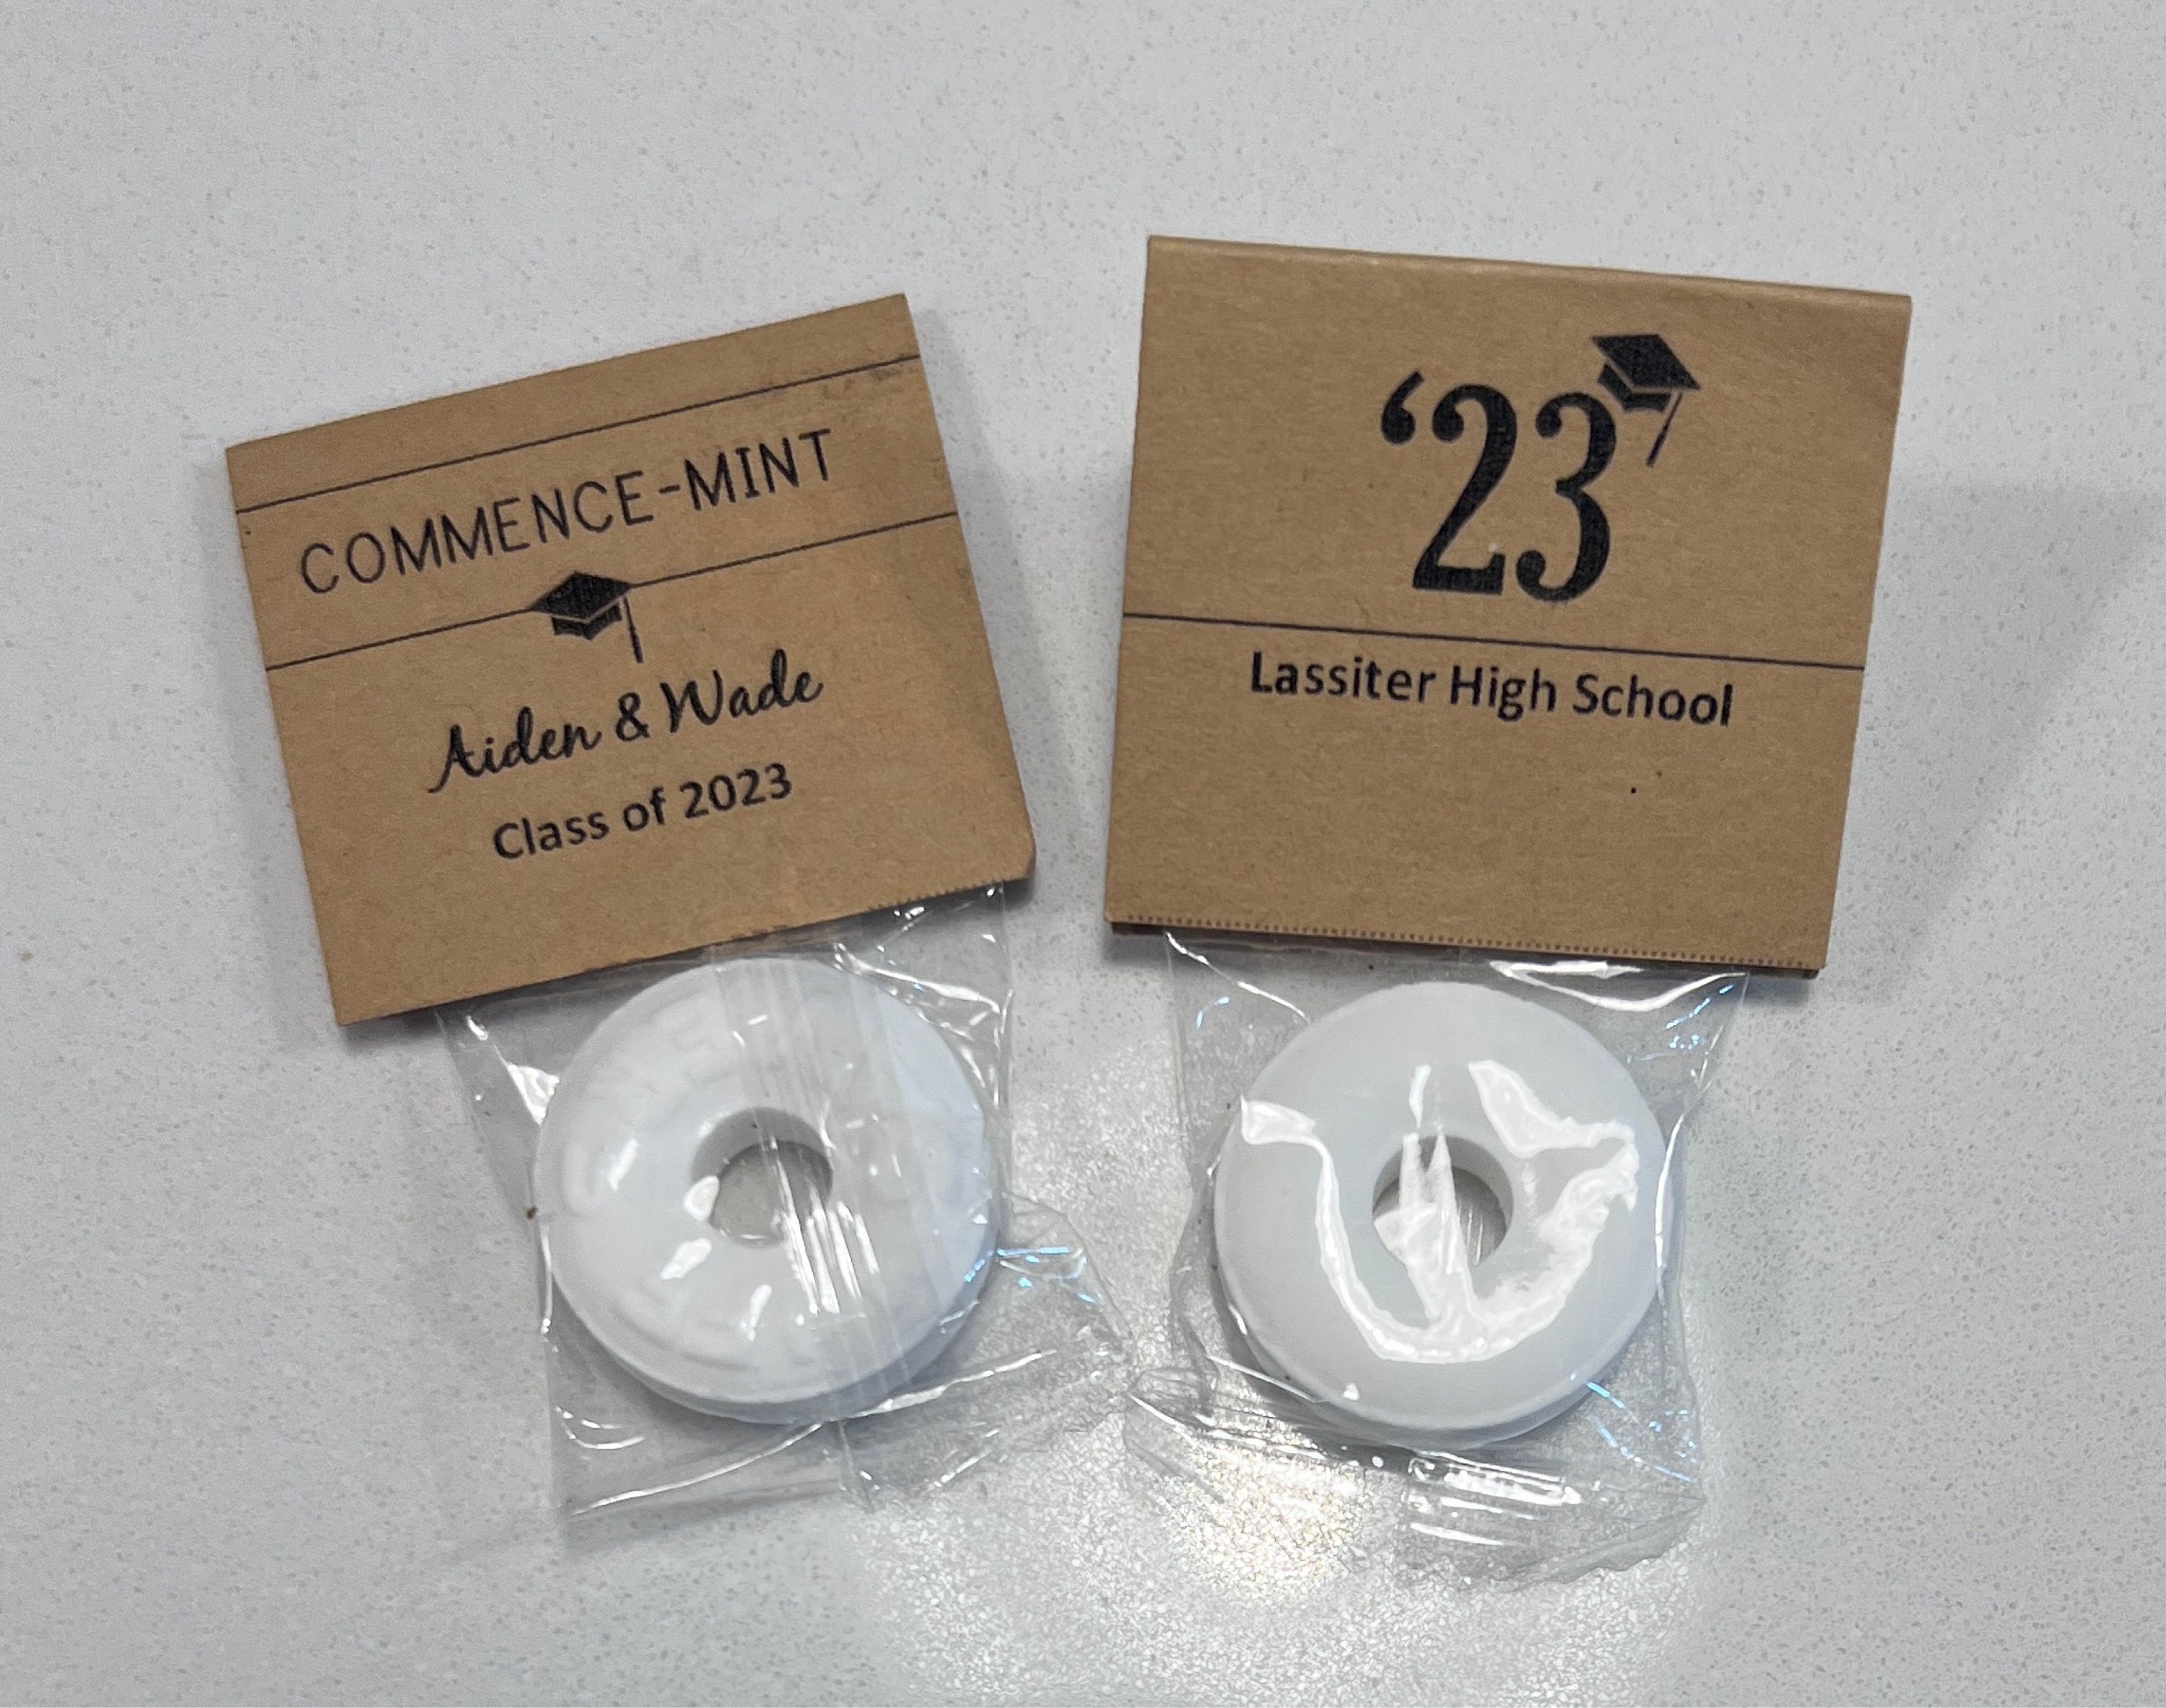 COMMENCE-MINT
Aiden & Wade
Class of 2023
‘23
Lassiter High School